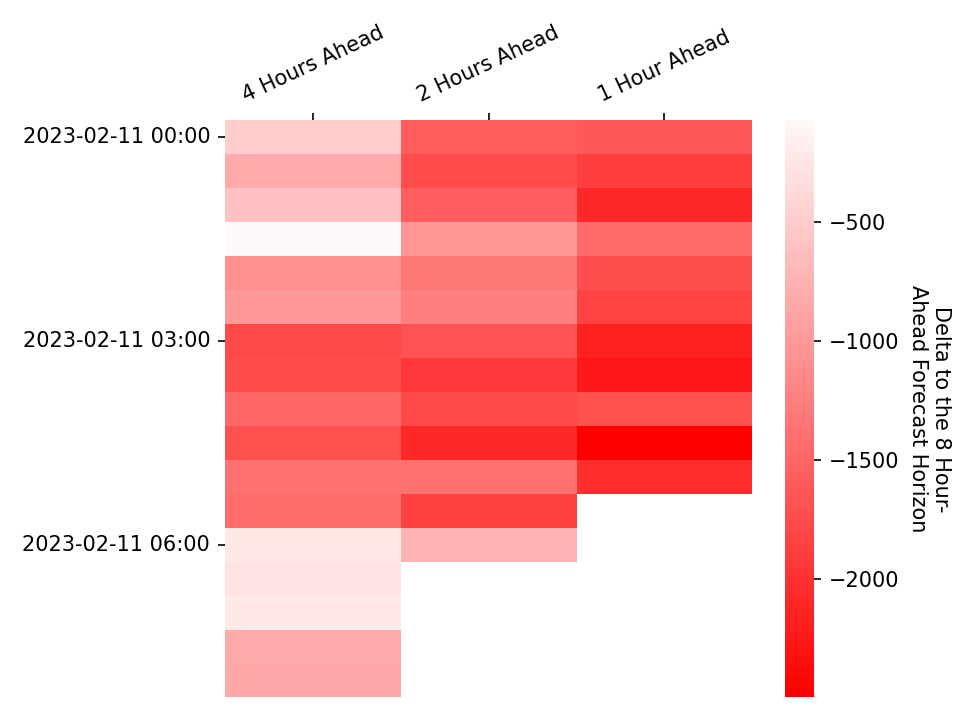 4 Hours Ahead
2 Hours Ahead
1 Hour Ahead
2023-02-11 00:00
2023-02-11 03:00
2023-02-11 06:00
−500
−1000
−1500
−2000
Delta to the 8 Hour-
Ahead Forecast Horizon